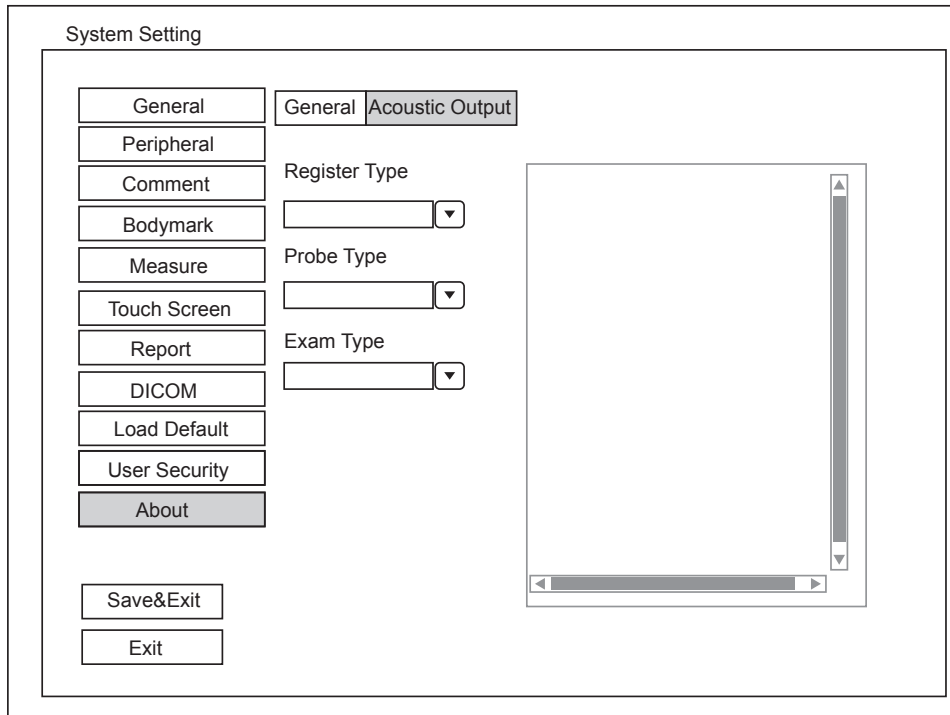 System Setting
General
Peripheral
Comment
Bodymark
Measure
Touch Screen
Report
DICOM
Load Default
User Security
About
Save&Exit
Exit
General Acoustic Output
Register Type
Probe Type
Exam Type